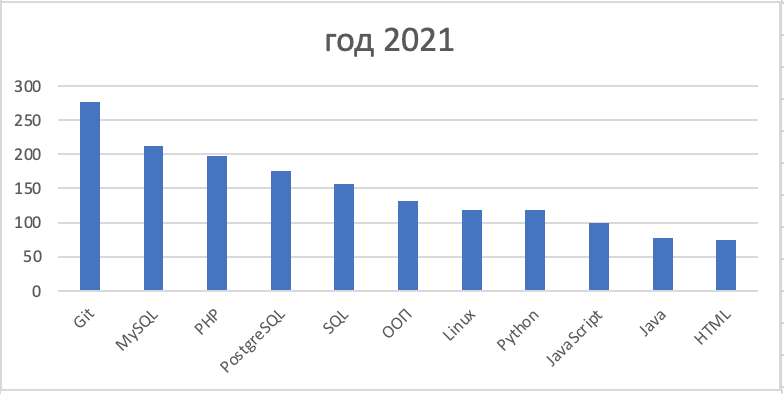 год 2021
300
250
200
150
100
50
0
Git
MySQL
PHP
PostgreSQL
SQL
ООП
Linux
Python
JavaScript
Java
HTML